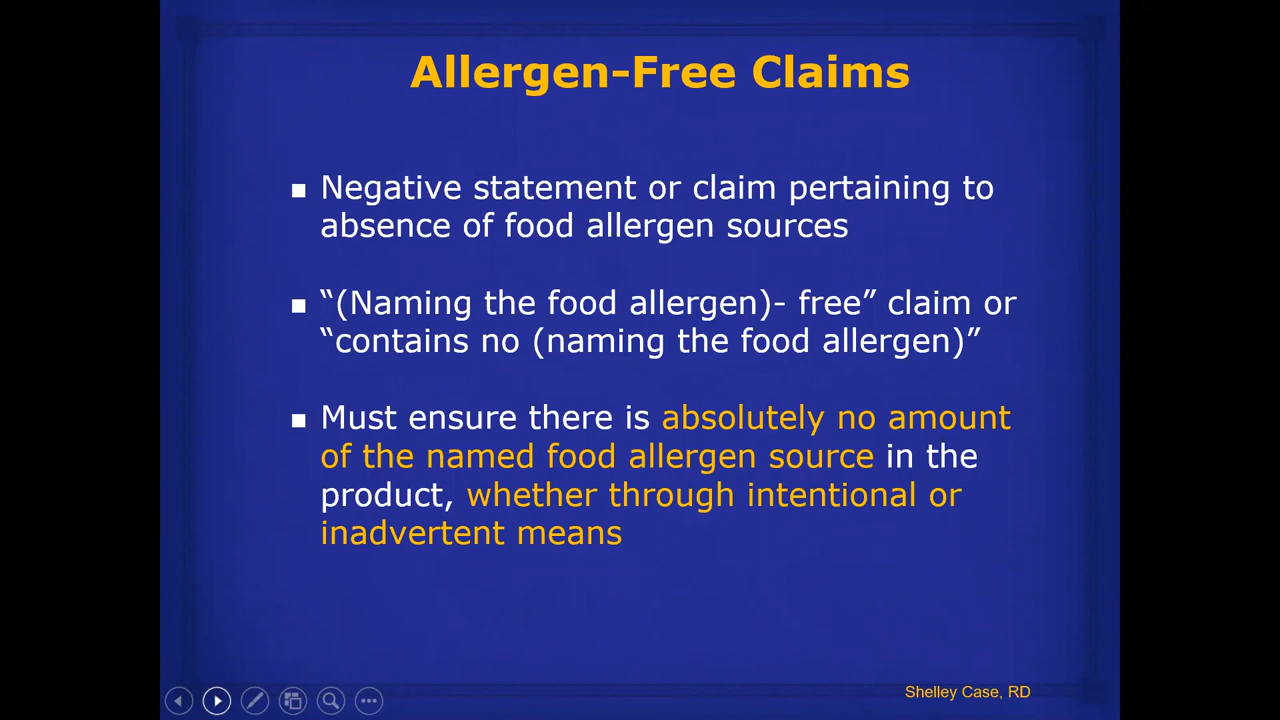 Allergen-Free Claims
Negative statement or claim pertaining to
absence of food allergen sources
“(Naming the food allergen)- free” claim or
“contains no (naming the food allergen)”
Must ensure there is absolutely no amount
of the named food allergen source in the
product, whether through intentional or
inadvertent means
Shelley Case, RD